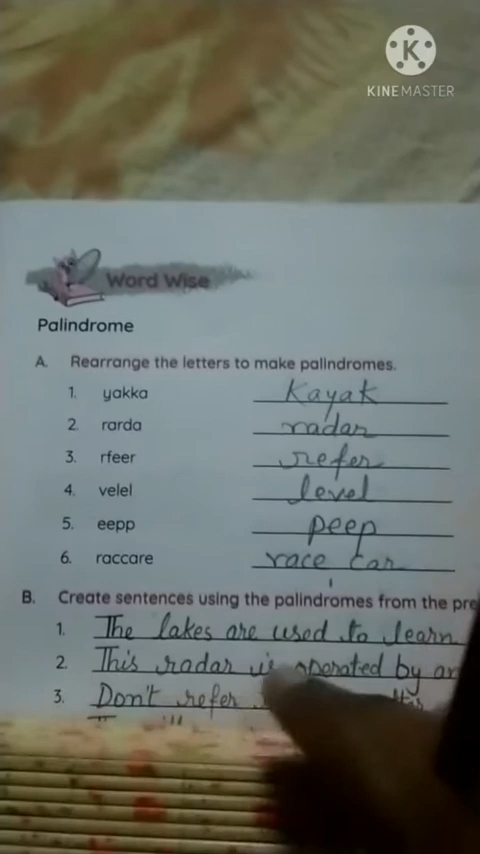 KINEMASTER
Word Wise
Palindrome
A. Rearrange the letters to make palindromes.
1. yakka Kayak
2. rarda radar
3. rfeer refer
4. velel level
5. eepp peep
6. raccare race car
B. Create sentences using the palindromes from the pre
1. The lakes are used to learn
2. This radar is operated by an
3. Don't refer